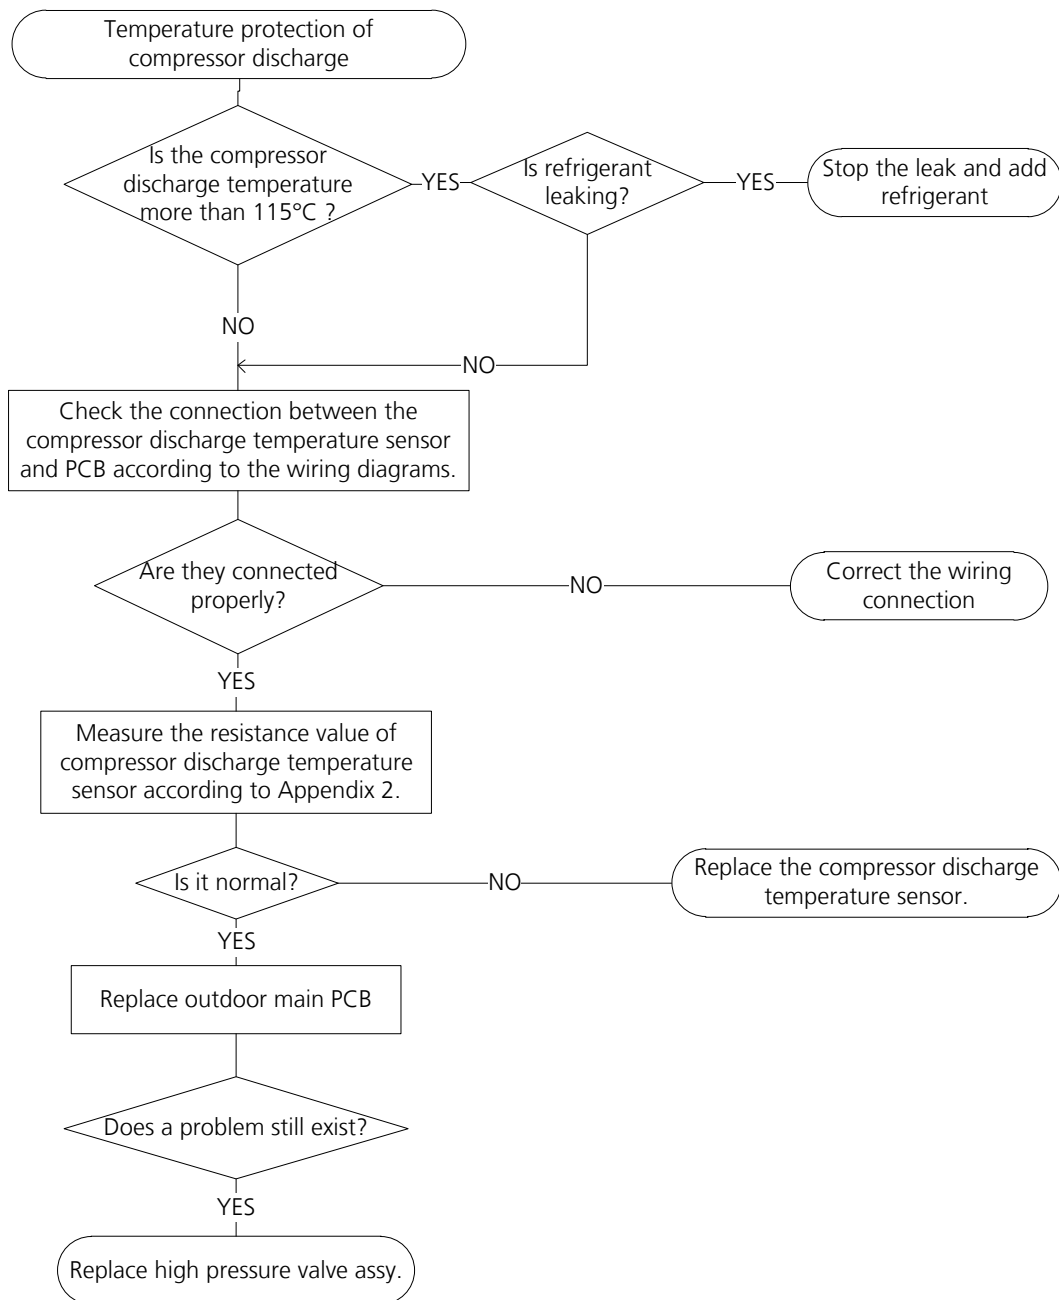 Temperature protection of
compressor discharge
Is the compressor
discharge temperature
more than 115°C ?
YES
Is refrigerant
leaking?
YES
Stop the leak and add
refrigerant
NO
NO
Check the connection between the
compressor discharge temperature sensor
and PCB according to the wiring diagrams.
Are they connected
properly?
NO
Correct the wiring
connection
YES
Measure the resistance value of
compressor discharge temperature
sensor according to Appendix 2.
Is it normal?
NO
Replace the compressor discharge
temperature sensor.
YES
Replace outdoor main PCB
Does a problem still exist?
YES
Replace high pressure valve assy.